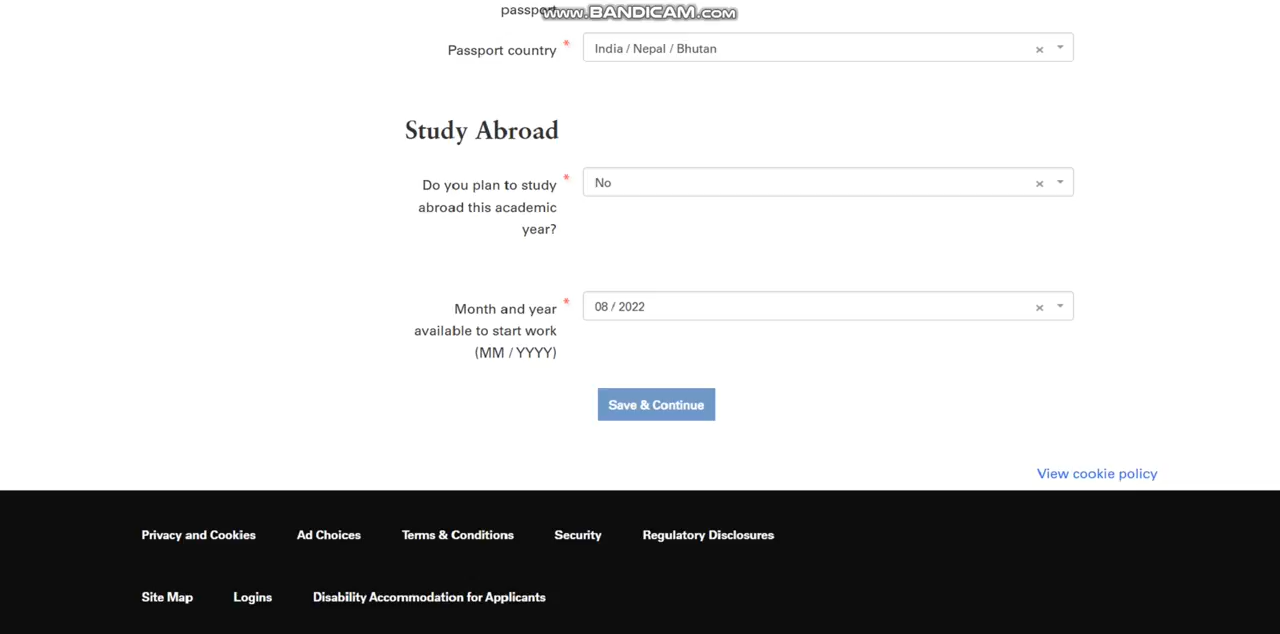 passport
www.BANDICAM.com
Passport country *
India / Nepal / Bhutan × 
Study Abroad
Do you plan to study *
abroad this academic
year?
No ×
Month and year *
available to start work
(MM / YYYY)
08 / 2022 ×
Save & Continue
View cookie policy
Privacy and Cookies Ad Choices Terms & Conditions Security Regulatory Disclosures
Site Map Logins Disability Accommodation for Applicants